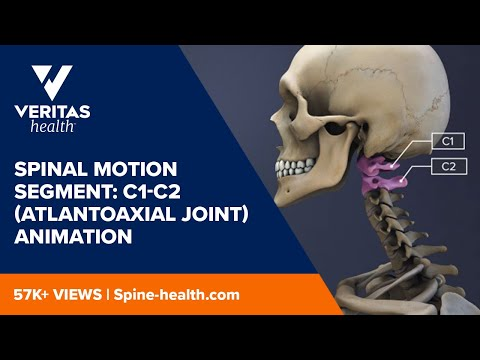 VERITAS
health
SPINAL MOTION
SEGMENT: C1-C2
(ATLANTOAXIAL JOINT)
ANIMATION
57K+ VIEWS | Spine-health.com
C1
C2